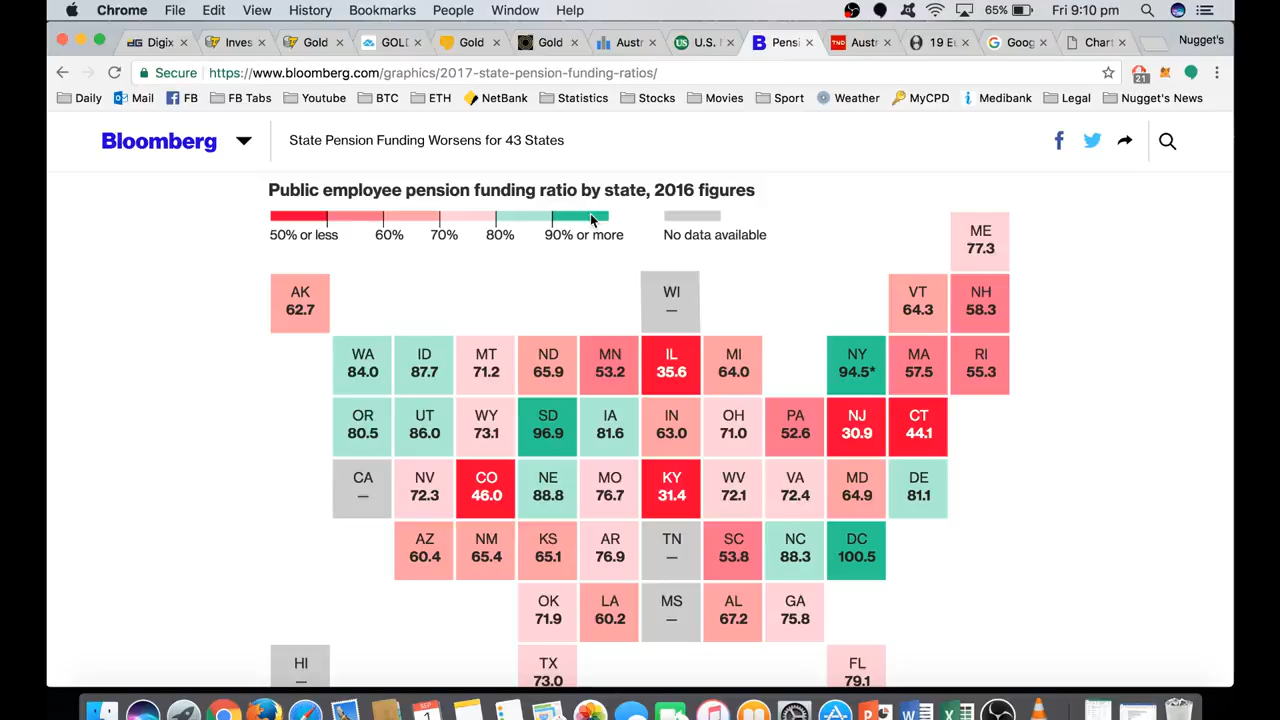 Chrome File Edit View History Bookmarks People Window Help 65% Fri 9:10 pm
Digix Inves Gold GOLD Gold Gold Austr U.S. Pensi Austr 19 E Goog Char Nugget's
Secure https://www.bloomberg.com/graphics/2017-state-pension-funding-ratios/ 21
Daily Mail FB FB Tabs Youtube BTC ETH NetBank Statistics Stocks Movies Sport Weather MyCPD Medibank Legal Nugget's News
Bloomberg State Pension Funding Worsens for 43 States
Public employee pension funding ratio by state, 2016 figures
50% or less 60% 70% 80% 90% or more No data available
ME
77.3
AK WI VT NH
62.7 — 64.3 58.3
WA ID MT ND MN IL MI NY MA RI
84.0 87.7 71.2 65.9 53.2 35.6 64.0 94.5* 57.5 55.3
OR UT WY SD IA IN OH PA NJ CT
80.5 86.0 73.1 96.9 81.6 63.0 71.0 52.6 30.9 44.1
CA NV CO NE MO KY WV VA MD DE
— 72.3 46.0 88.8 76.7 31.4 72.1 72.4 64.9 81.1
AZ NM KS AR TN SC NC DC
60.4 65.4 65.1 76.9 — 53.8 88.3 100.5
OK LA MS AL GA
71.9 60.2 — 67.2 75.8
HI TX FL
— 73.0 79.1
SEP
1